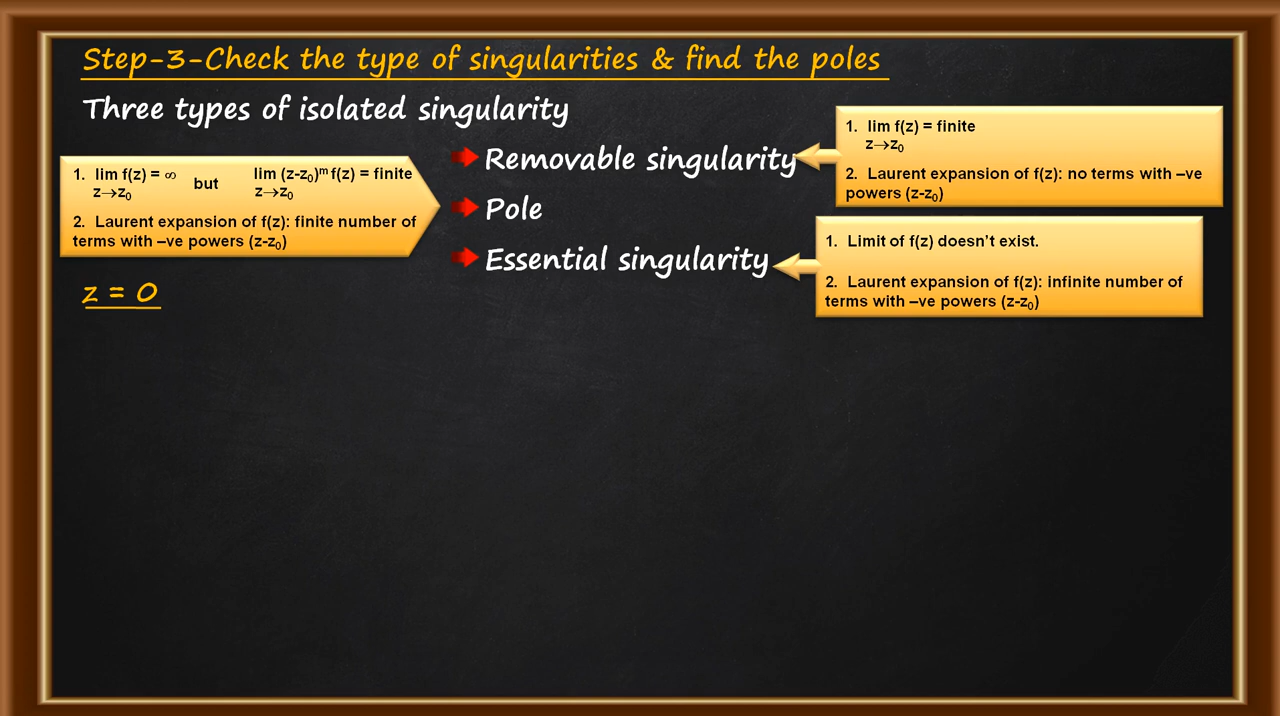 Step-3-Check the type of singularities & find the poles
Three types of isolated singularity
Removable singularity
Pole
Essential singularity
1. lim f(z) = ∞ but lim (z-z₀)ᵐ f(z) = finite
z→z₀ z→z₀
2. Laurent expansion of f(z): finite number of
terms with –ve powers (z-z₀)
1. lim f(z) = finite
z→z₀
2. Laurent expansion of f(z): no terms with –ve
powers (z-z₀)
1. Limit of f(z) doesn't exist.
2. Laurent expansion of f(z): infinite number of
terms with –ve powers (z-z₀)
z = 0